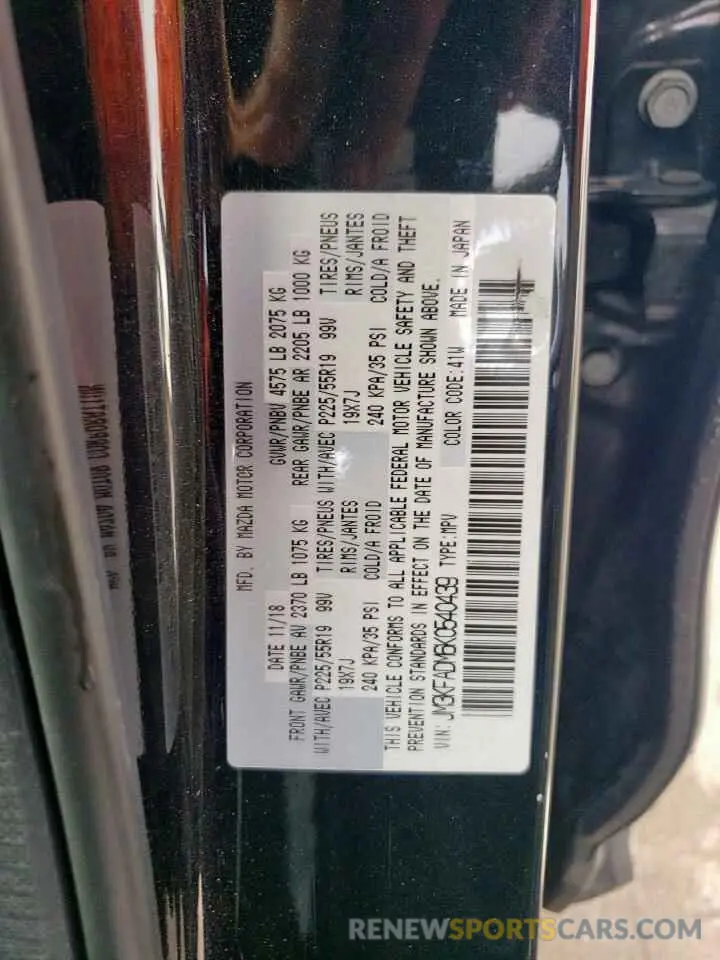 MFD. BY MAZDA MOTOR CORPORATION
DATE 11/18 GVWR/PNBV 4575 LB 2075 KG
FRONT GAWR/PNBE AV 2370 LB 1075 KG REAR GAWR/PNBE AR 2205 LB 1000 KG
WITH/AVEC P225/55R19 99V TIRES/PNEUS WITH/AVEC P225/55R19 99V TIRES/PNEUS
19X7J RIMS/JANTES 19X7J RIMS/JANTES
240 KPA/35 PSI COLD/A FROID 240 KPA/35 PSI COLD/A FROID
THIS VEHICLE CONFORMS TO ALL APPLICABLE FEDERAL MOTOR VEHICLE SAFETY AND THEFT
PREVENTION STANDARDS IN EFFECT ON THE DATE OF MANUFACTURE SHOWN ABOVE.
VIN: JM3KFADM6K0540439 TYPE:MPV COLOR CODE:41W MADE IN JAPAN
RENEWSPORTSCARS.COM